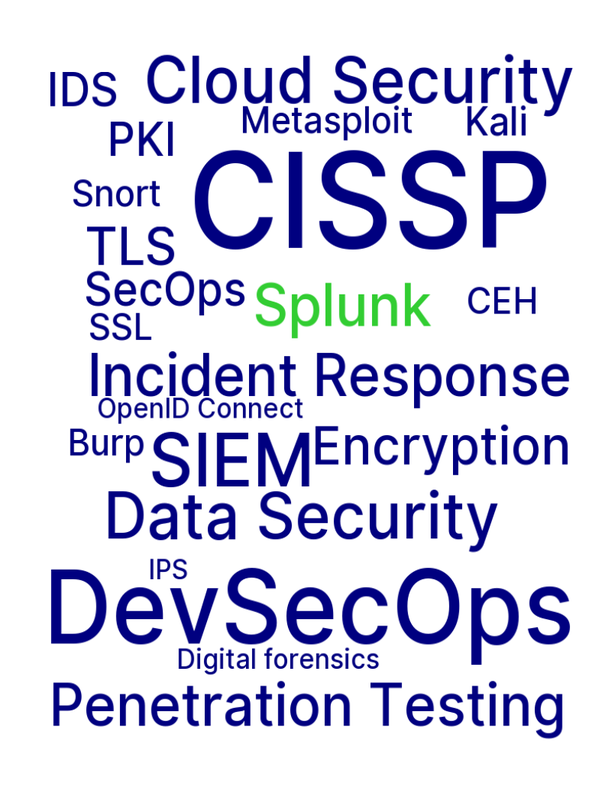 IDS
Cloud Security
Metasploit
Kali
PKI
CISSP
Snort
TLS
SecOps
Splunk
CEH
SSL
Incident Response
OpenID Connect
Burp
SIEM
Encryption
Data Security
IPS
DevSecOps
Digital forensics
Penetration Testing